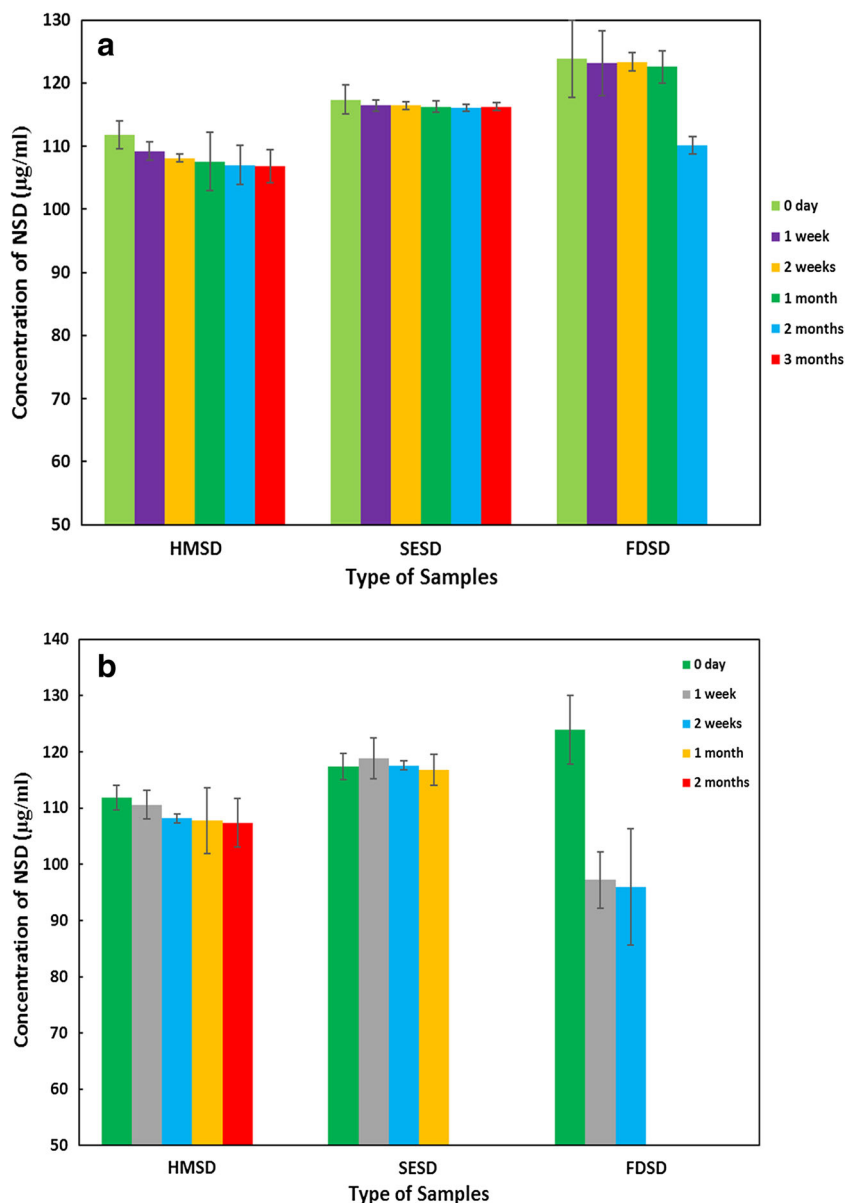 a
Concentration of NSD (µg/ml)
130
120
110
100
90
80
70
60
50
HMSD
SESD
FDSD
Type of Samples
0 day
1 week
2 weeks
1 month
2 months
3 months
b
Concentration of NSD (µg/ml)
140
130
120
110
100
90
80
70
60
50
HMSD
SESD
FDSD
Type of Samples
0 day
1 week
2 weeks
1 month
2 months